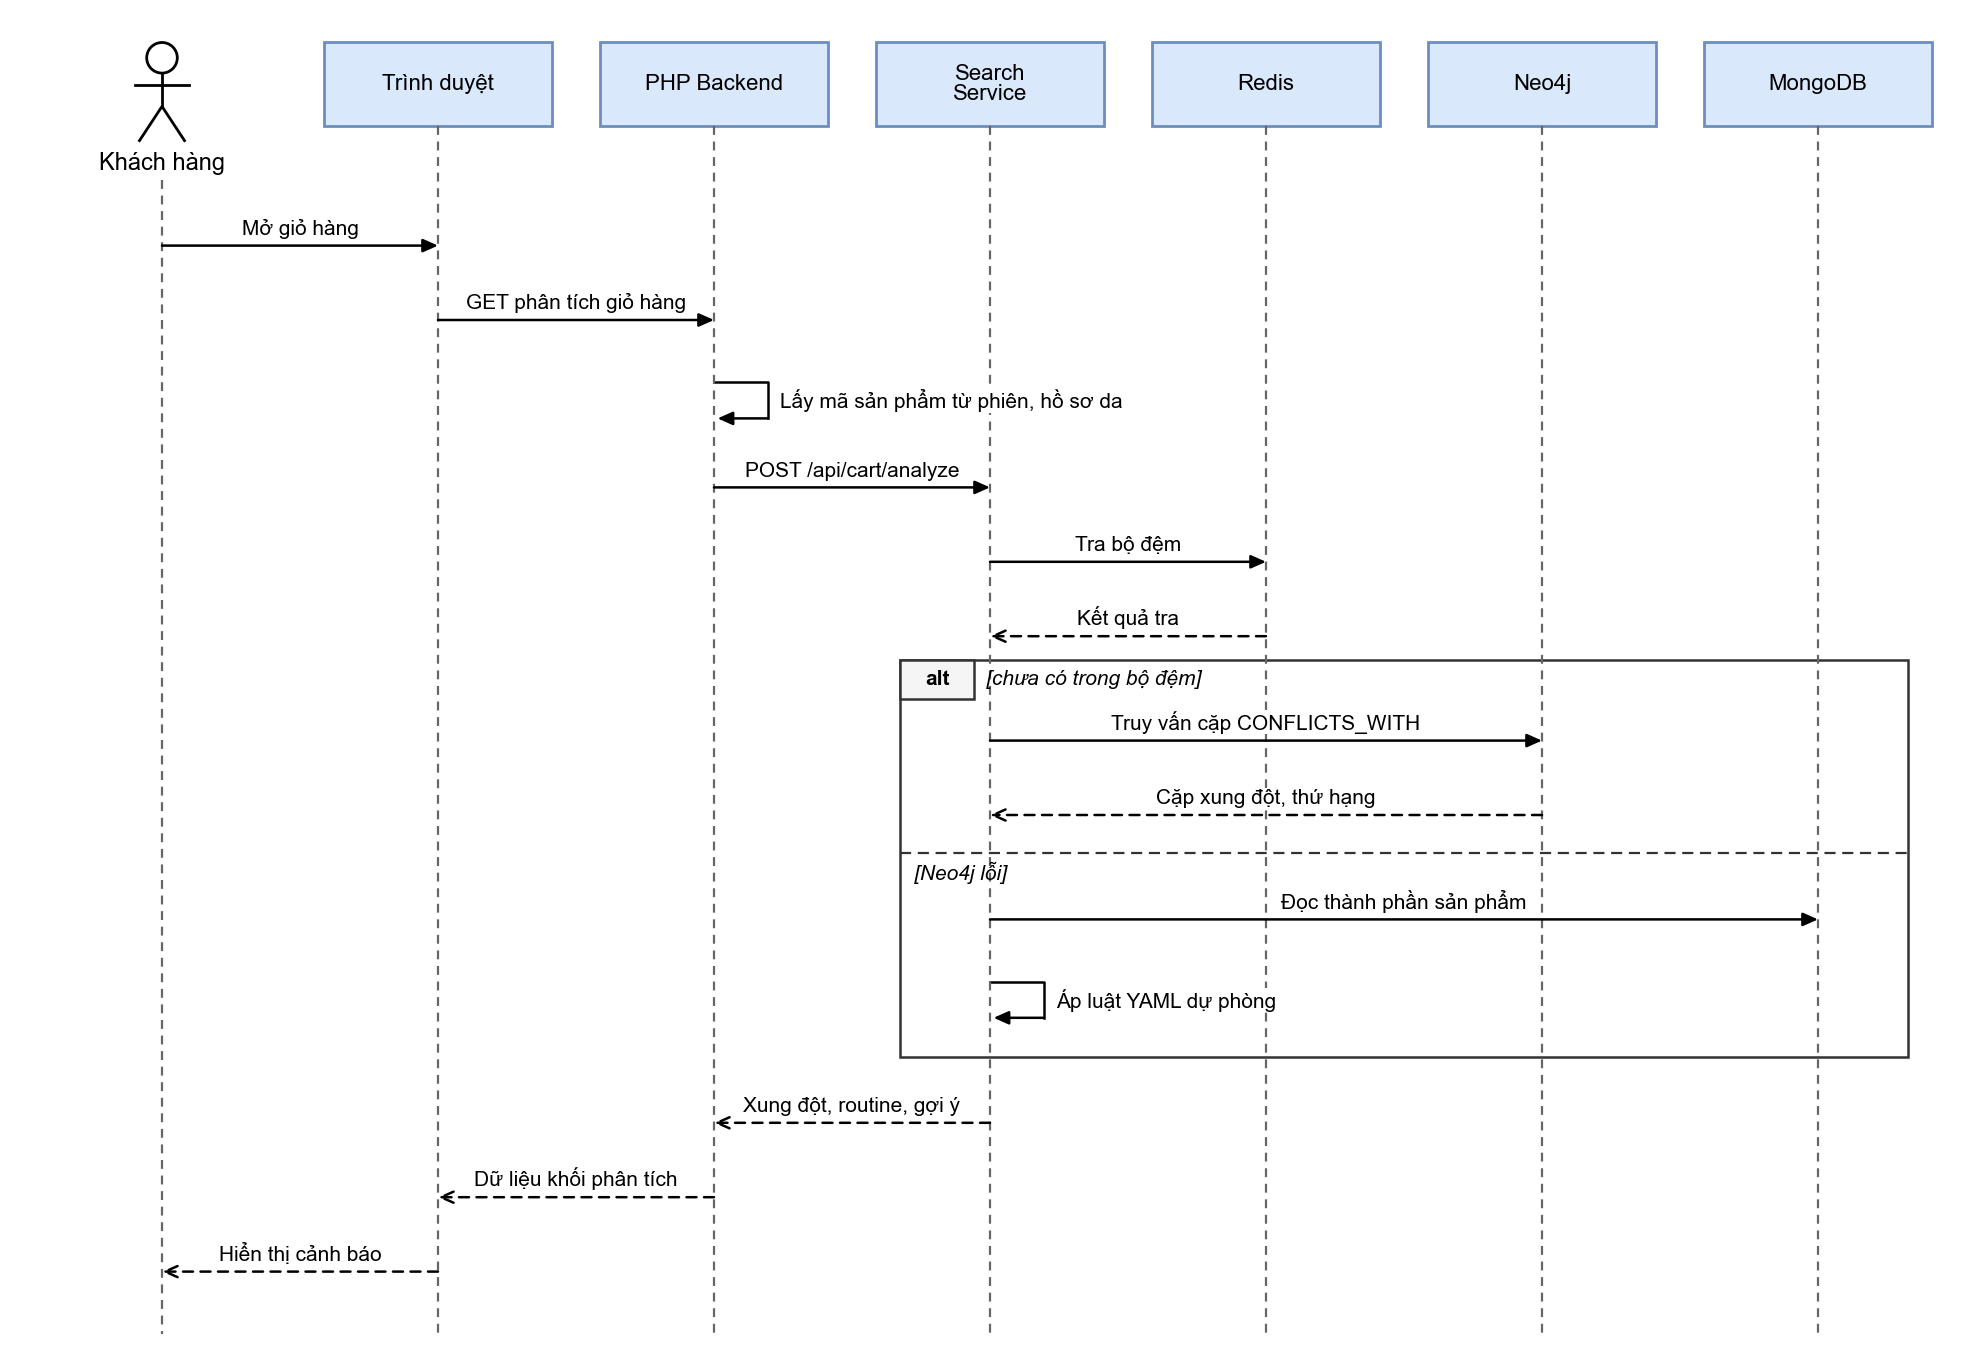 Khách hàng
Trình duyệt
PHP Backend
Search
Service
Redis
Neo4j
MongoDB
Mở giỏ hàng
GET phân tích giỏ hàng
Lấy mã sản phẩm từ phiên, hồ sơ da
POST /api/cart/analyze
Tra bộ đệm
Kết quả tra
alt
[chưa có trong bộ đệm]
Truy vấn cặp CONFLICTS_WITH
Cặp xung đột, thứ hạng
[Neo4j lỗi]
Đọc thành phần sản phẩm
Áp luật YAML dự phòng
Xung đột, routine, gợi ý
Dữ liệu khối phân tích
Hiển thị cảnh báo